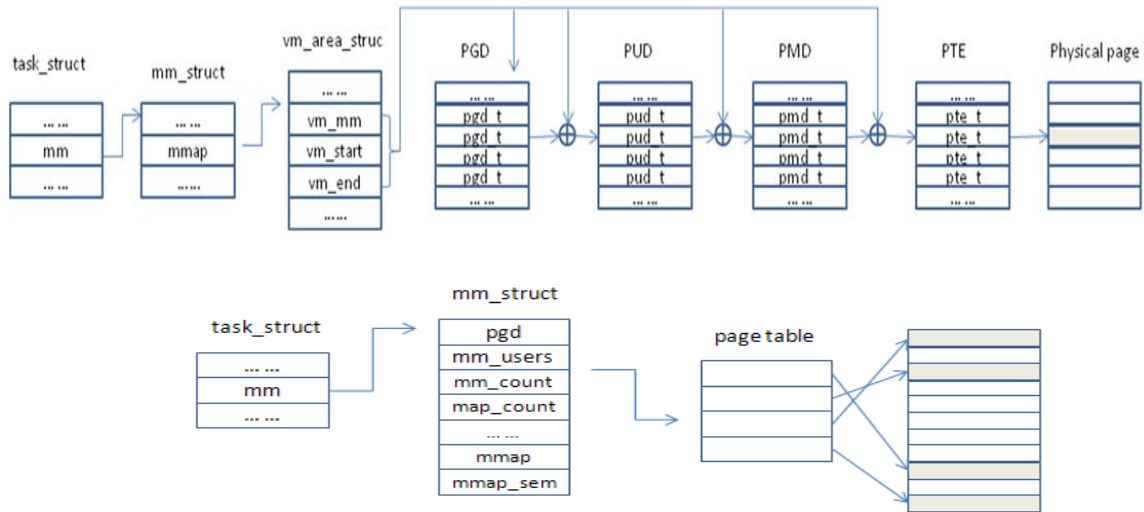 task_struct
... ...
mm
... ...
mm_struct
... ...
mmap
... ...
vm_area_struc
... ...
vm_mm
vm_start
vm_end
... ...
PGD
... ...
pgd_t
pgd_t
pgd_t
pgd_t
... ...
PUD
... ...
pud_t
pud_t
pud_t
pud_t
... ...
PMD
... ...
pmd_t
pmd_t
pmd_t
pmd_t
... ...
PTE
... ...
pte_t
pte_t
pte_t
pte_t
... ...
Physical page
task_struct
... ...
mm
... ...
mm_struct
pgd
mm_users
mm_count
map_count
... ...
mmap
mmap_sem
page table